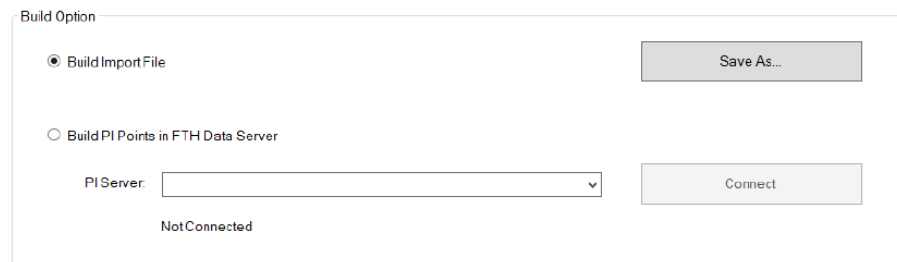 Build Option
Build Import File
Save As...
Build PI Points in FTH Data Server
PI Server:
Connect
Not Connected